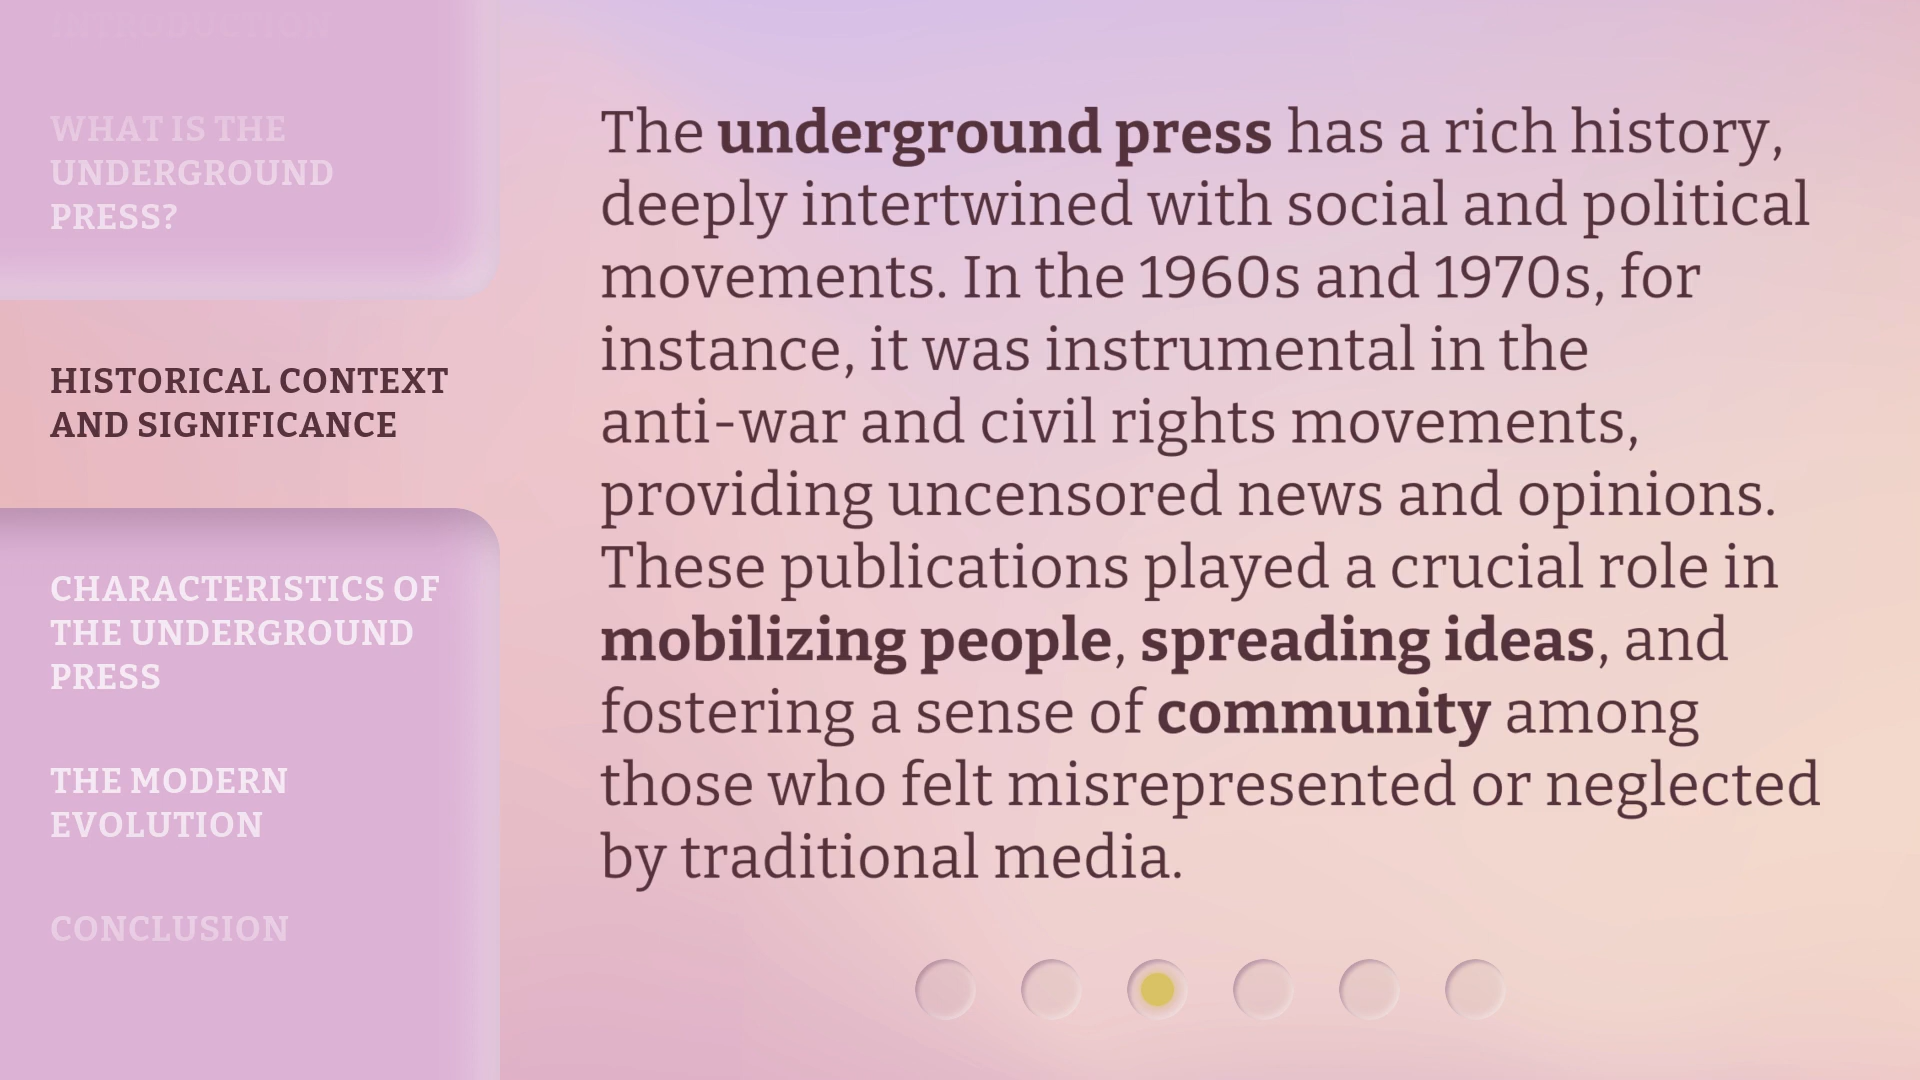 INTRODUCTION
WHAT IS THE
UNDERGROUND
PRESS?
HISTORICAL CONTEXT
AND SIGNIFICANCE
CHARACTERISTICS OF
THE UNDERGROUND
PRESS
THE MODERN
EVOLUTION
CONCLUSION
The underground press has a rich history,
deeply intertwined with social and political
movements. In the 1960s and 1970s, for
instance, it was instrumental in the
anti-war and civil rights movements,
providing uncensored news and opinions.
These publications played a crucial role in
mobilizing people, spreading ideas, and
fostering a sense of community among
those who felt misrepresented or neglected
by traditional media.